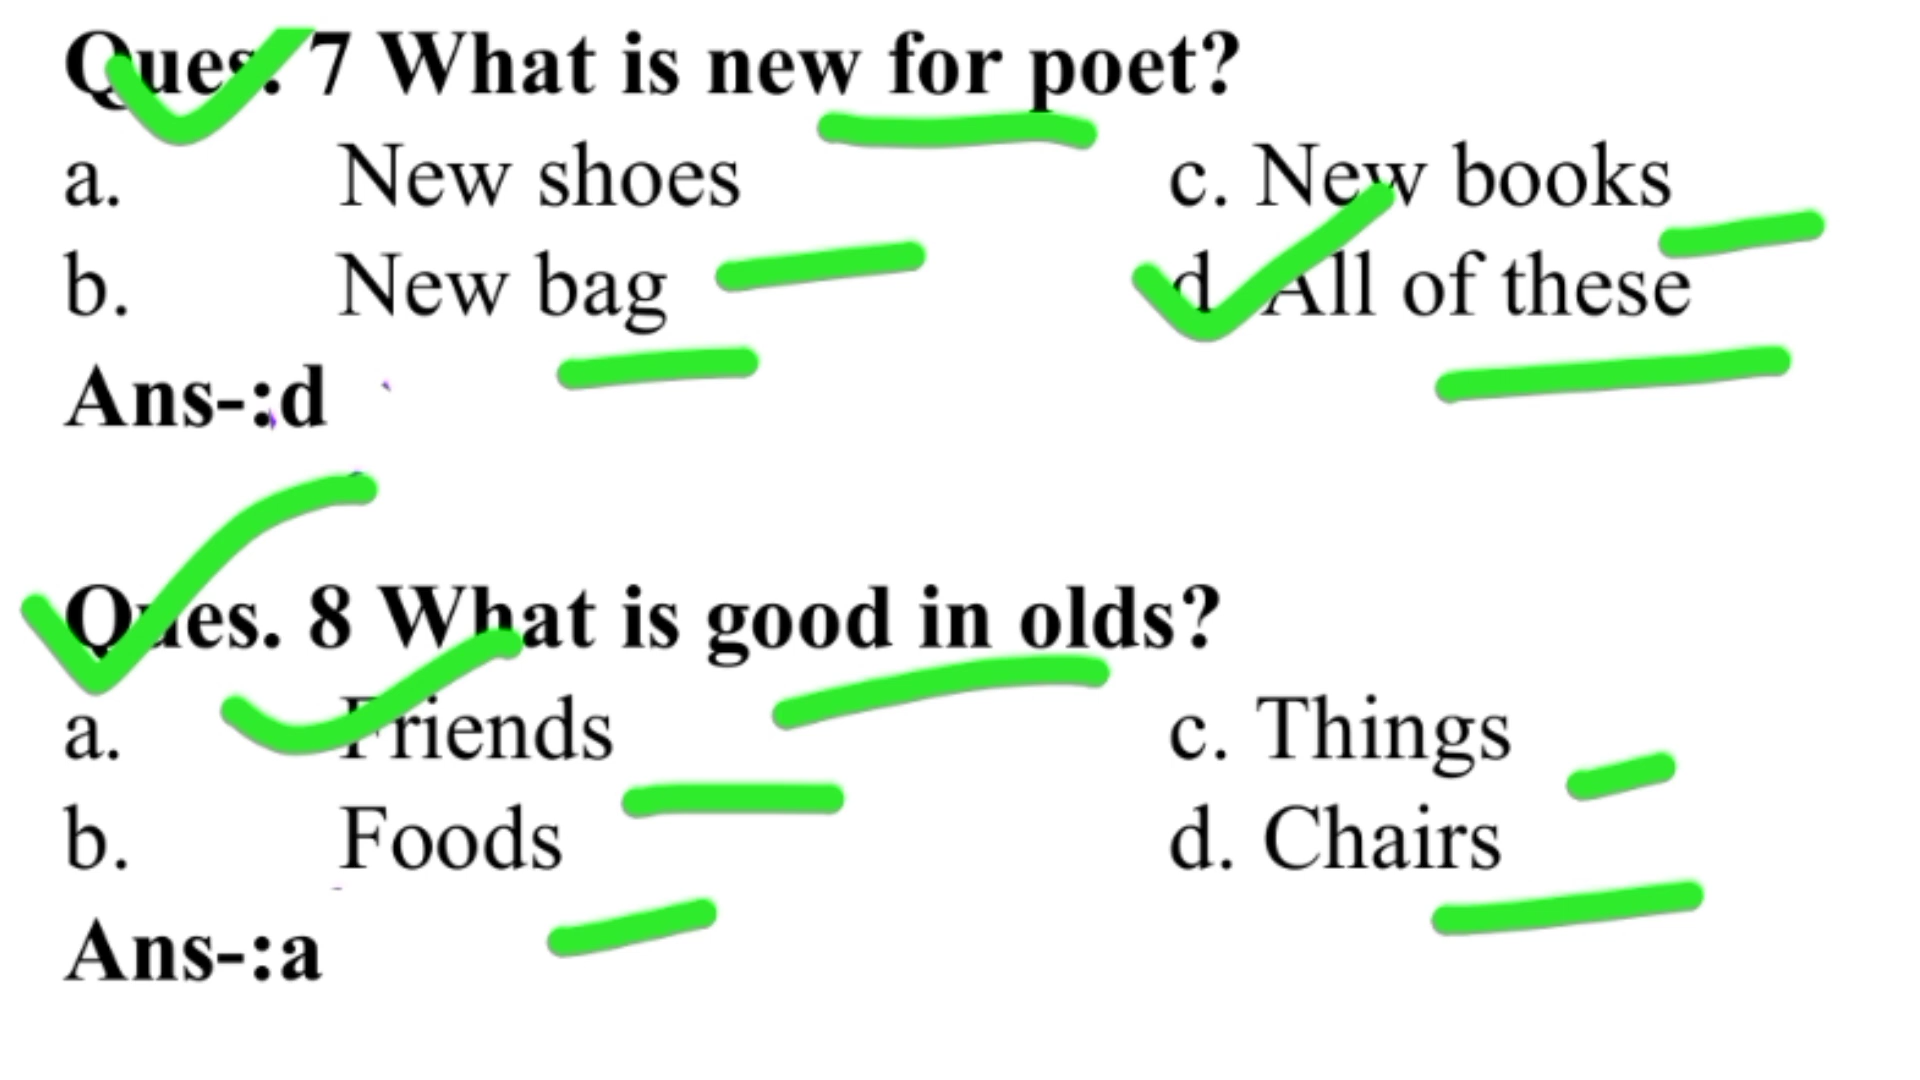 Ques. 7 What is new for poet?
a. New shoes c. New books
b. New bag d. All of these
Ans-:d
Ques. 8 What is good in olds?
a. Friends c. Things
b. Foods d. Chairs
Ans-:a